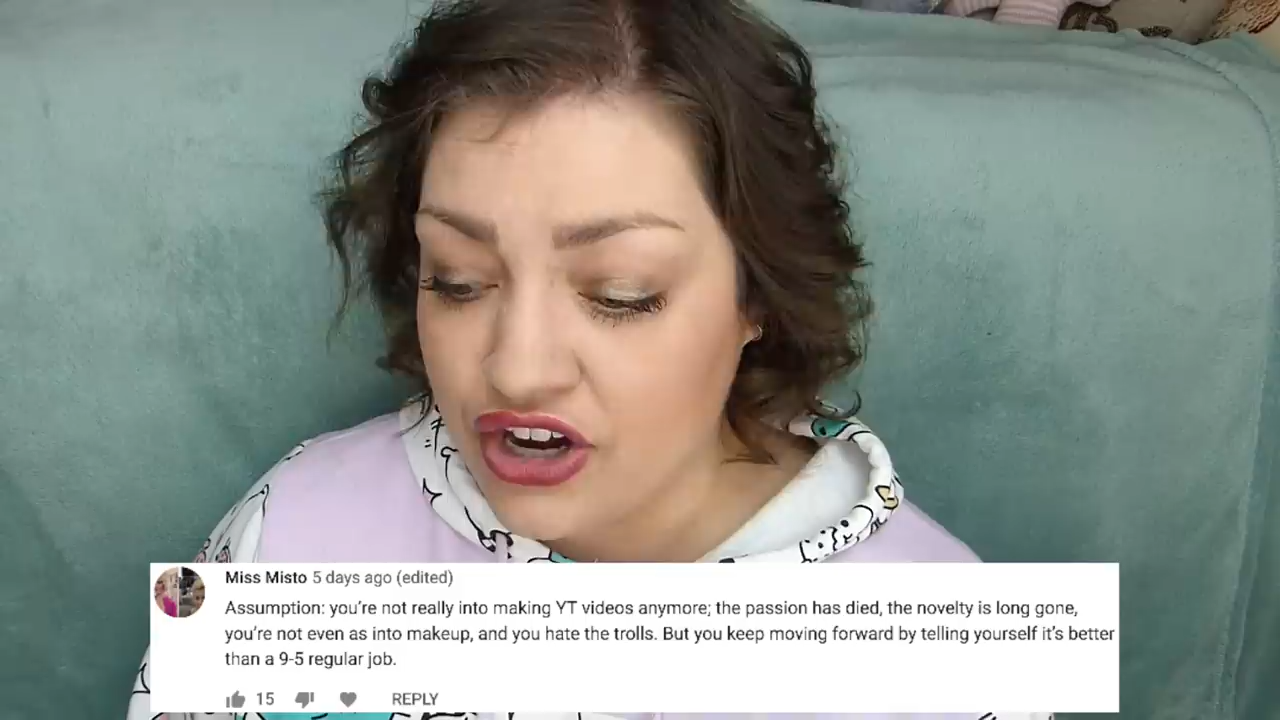 Miss Misto 5 days ago (edited)
Assumption: you're not really into making YT videos anymore; the passion has died, the novelty is long gone,
you're not even as into makeup, and you hate the trolls. But you keep moving forward by telling yourself it's better
than a 9-5 regular job.
15 REPLY